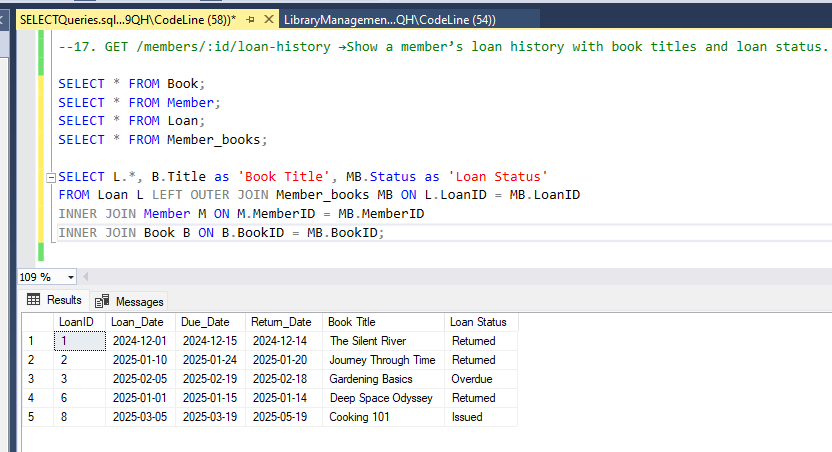 SELECTQueries.sql...9QH\CodeLine (58))*
LibraryManagemen...QH\CodeLine (54))
--17. GET /members/:id/loan-history →Show a member’s loan history with book titles and loan status.
SELECT * FROM Book;
SELECT * FROM Member;
SELECT * FROM Loan;
SELECT * FROM Member_books;
SELECT L.*, B.Title as 'Book Title', MB.Status as 'Loan Status'
FROM Loan L LEFT OUTER JOIN Member_books MB ON L.LoanID = MB.LoanID
INNER JOIN Member M ON M.MemberID = MB.MemberID
INNER JOIN Book B ON B.BookID = MB.BookID;
109 %
Results Messages
LoanID Loan_Date Due_Date Return_Date Book Title Loan Status
1 1 2024-12-01 2024-12-15 2024-12-14 The Silent River Returned
2 2 2025-01-10 2025-01-24 2025-01-20 Journey Through Time Returned
3 3 2025-02-05 2025-02-19 2025-02-18 Gardening Basics Overdue
4 6 2025-01-01 2025-01-15 2025-01-14 Deep Space Odyssey Returned
5 8 2025-03-05 2025-03-19 2025-05-19 Cooking 101 Issued